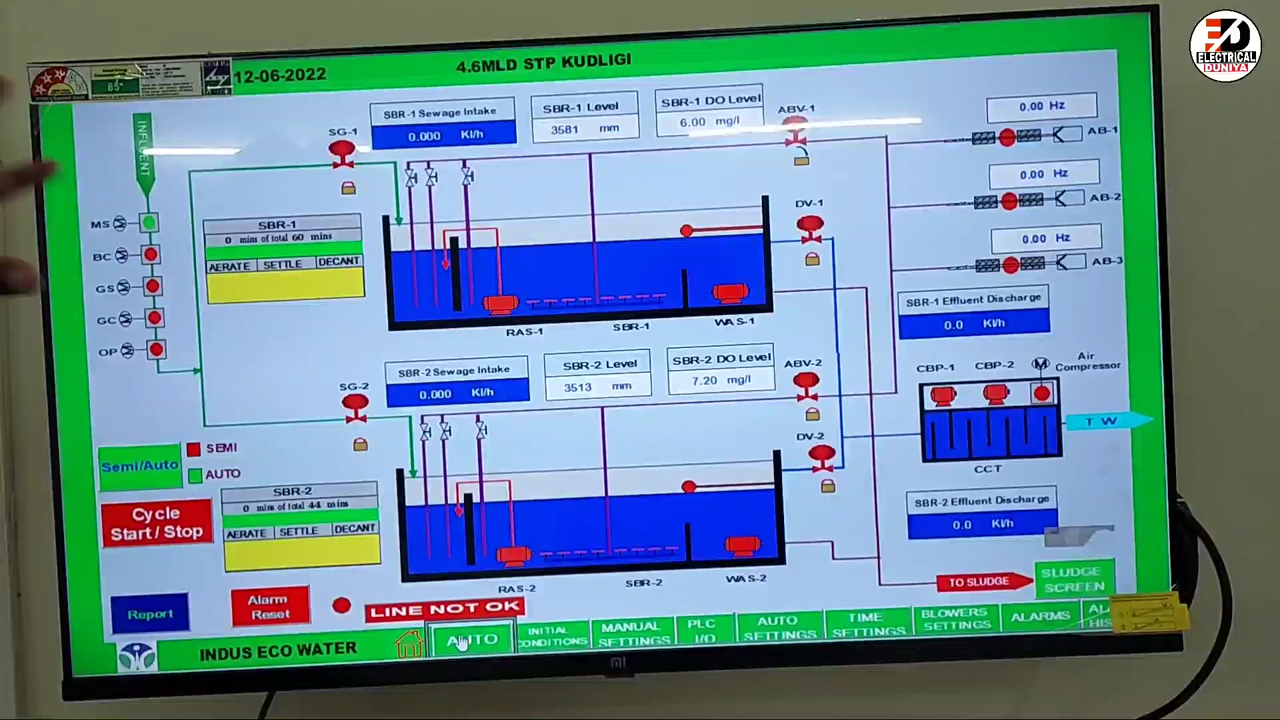 12-06-2022
4.6MLD STP KUDLIGI
ELECTRICAL
DUNIYA
INFLUENT
SG-1
SBR-1 Sewage Intake
0.000 Kl/h
SBR-1 Level
3581 mm
SBR-1 DO Level
6.00 mg/l
ABV-1
0.00 Hz
AB-1
0.00 Hz
AB-2
0.00 Hz
AB-3
MS
BC
GS
GC
OP
SBR-1
0 mins of total 60 mins
AERATE SETTLE DECANT
DV-1
RAS-1
SBR-1
WAS-1
SBR-1 Effluent Discharge
0.0 Kl/h
SG-2
SBR-2 Sewage Intake
0.000 Kl/h
SBR-2 Level
3513 mm
SBR-2 DO Level
7.20 mg/l
ABV-2
CBP-1
CBP-2
M
Air
Compressor
T W
CCT
DV-2
Semi/Auto
SEMI
AUTO
Cycle
Start / Stop
SBR-2
0 mins of total 44 mins
AERATE SETTLE DECANT
RAS-2
SBR-2
WAS-2
SBR-2 Effluent Discharge
0.0 Kl/h
TO SLUDGE
SLUDGE
SCREEN
Report
Alarm
Reset
LINE NOT OK
INDUS ECO WATER
AUTO
INITIAL
CONDITIONS
MANUAL
SETTINGS
PLC
I/O
AUTO
SETTINGS
TIME
SETTINGS
BLOWERS
SETTINGS
ALARMS
mi